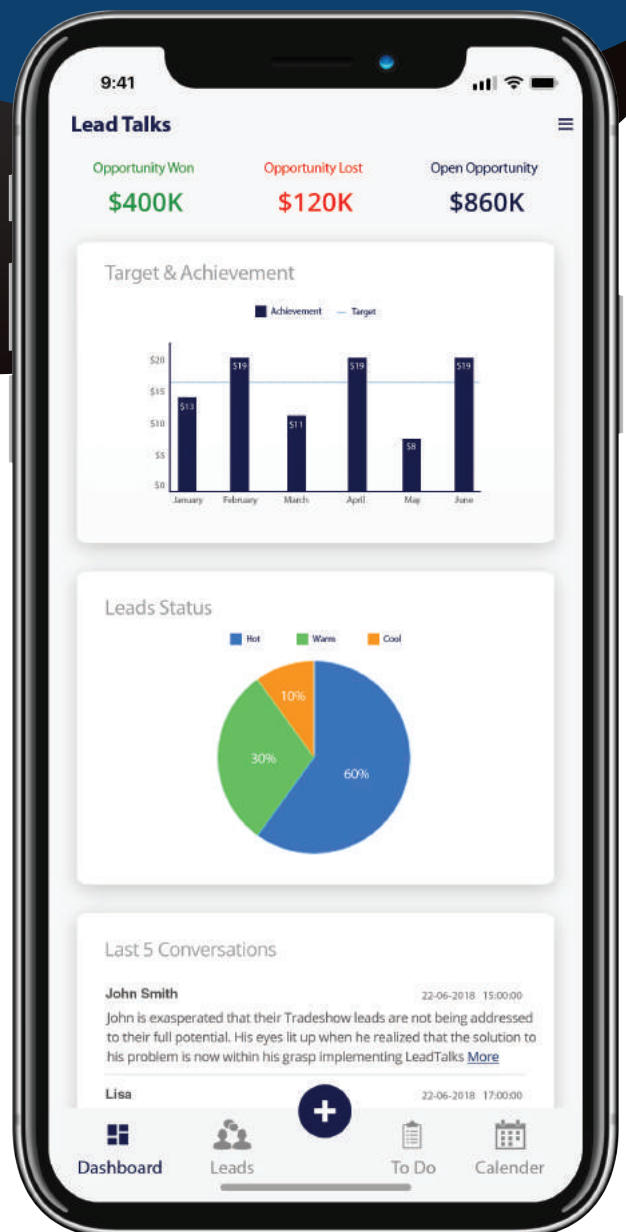 9:41
Lead Talks
Opportunity Won Opportunity Lost Open Opportunity
$400K $120K $860K
Target & Achievement
Achievement Target
$20
$15
$10
$5
$0
$13 $19 $11 $19 $8 $19
January February March April May June
Leads Status
Hot Warm Cool
10%
30%
60%
Last 5 Conversations
John Smith 22-06-2018 15:00:00
John is exasperated that their Tradeshow leads are not being addressed
to their full potential. His eyes lit up when he realized that the solution to
his problem is now within his grasp implementing LeadTalks More
Lisa 22-06-2018 17:00:00
+
Dashboard Leads To Do Calender